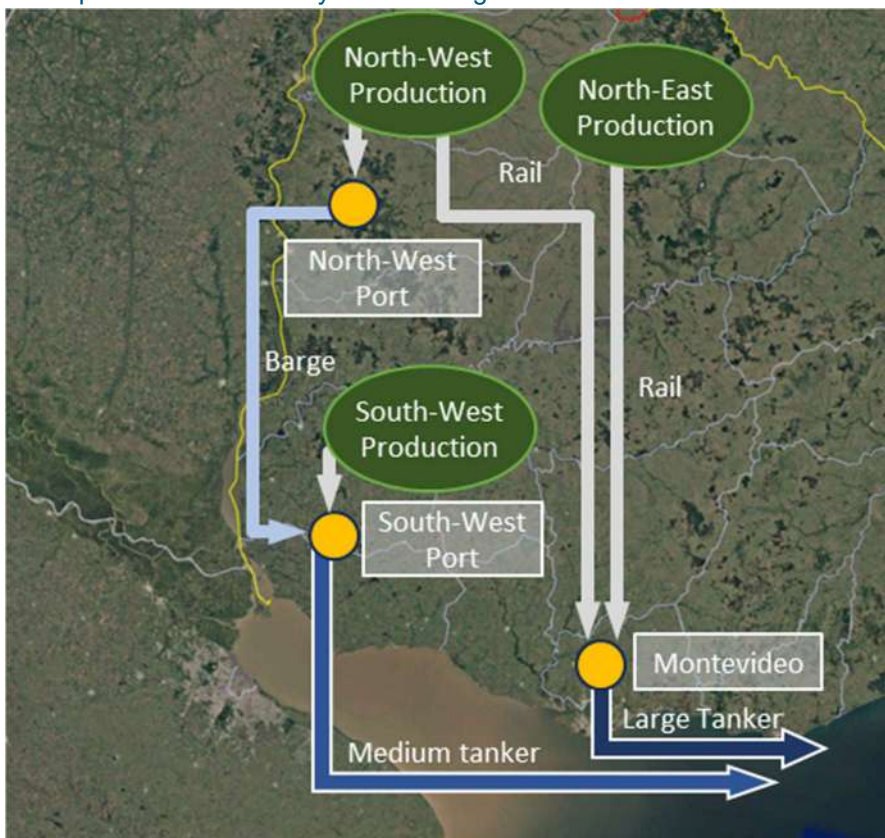 North-West
Production
North-East
Production
Rail
North-West
Port
Barge
Rail
South-West
Production
South-West
Port
Montevideo
Large Tanker
Medium tanker